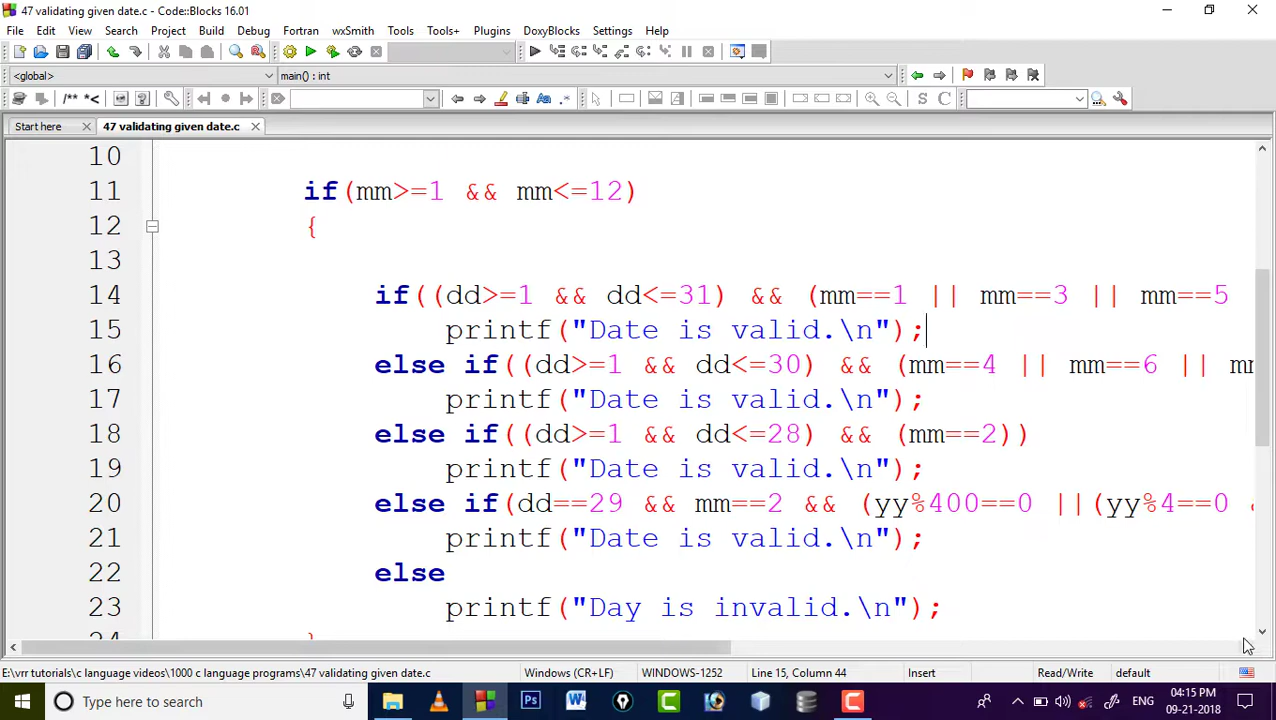 47 validating given date.c - Code::Blocks 16.01
File Edit View Search Project Build Debug Fortran wxSmith Tools Tools+ Plugins DoxyBlocks Settings Help
<global> main() : int
/** *<
S C
Start here 47 validating given date.c
10
11 if(mm>=1 && mm<=12)
12 {
13
14 if((dd>=1 && dd<=31) && (mm==1 || mm==3 || mm==5
15 printf("Date is valid.\n");
16 else if((dd>=1 && dd<=30) && (mm==4 || mm==6 || mm
17 printf("Date is valid.\n");
18 else if((dd>=1 && dd<=28) && (mm==2))
19 printf("Date is valid.\n");
20 else if(dd==29 && mm==2 && (yy%400==0 ||(yy%4==0
21 printf("Date is valid.\n");
22 else
23 printf("Day is invalid.\n");
E:\vrr tutorials\c language videos\1000 c language programs\47 validating given date.c Windows (CR+LF) WINDOWS-1252 Line 15, Column 44 Insert Read/Write default
Type here to search ENG 04:15 PM
09-21-2018